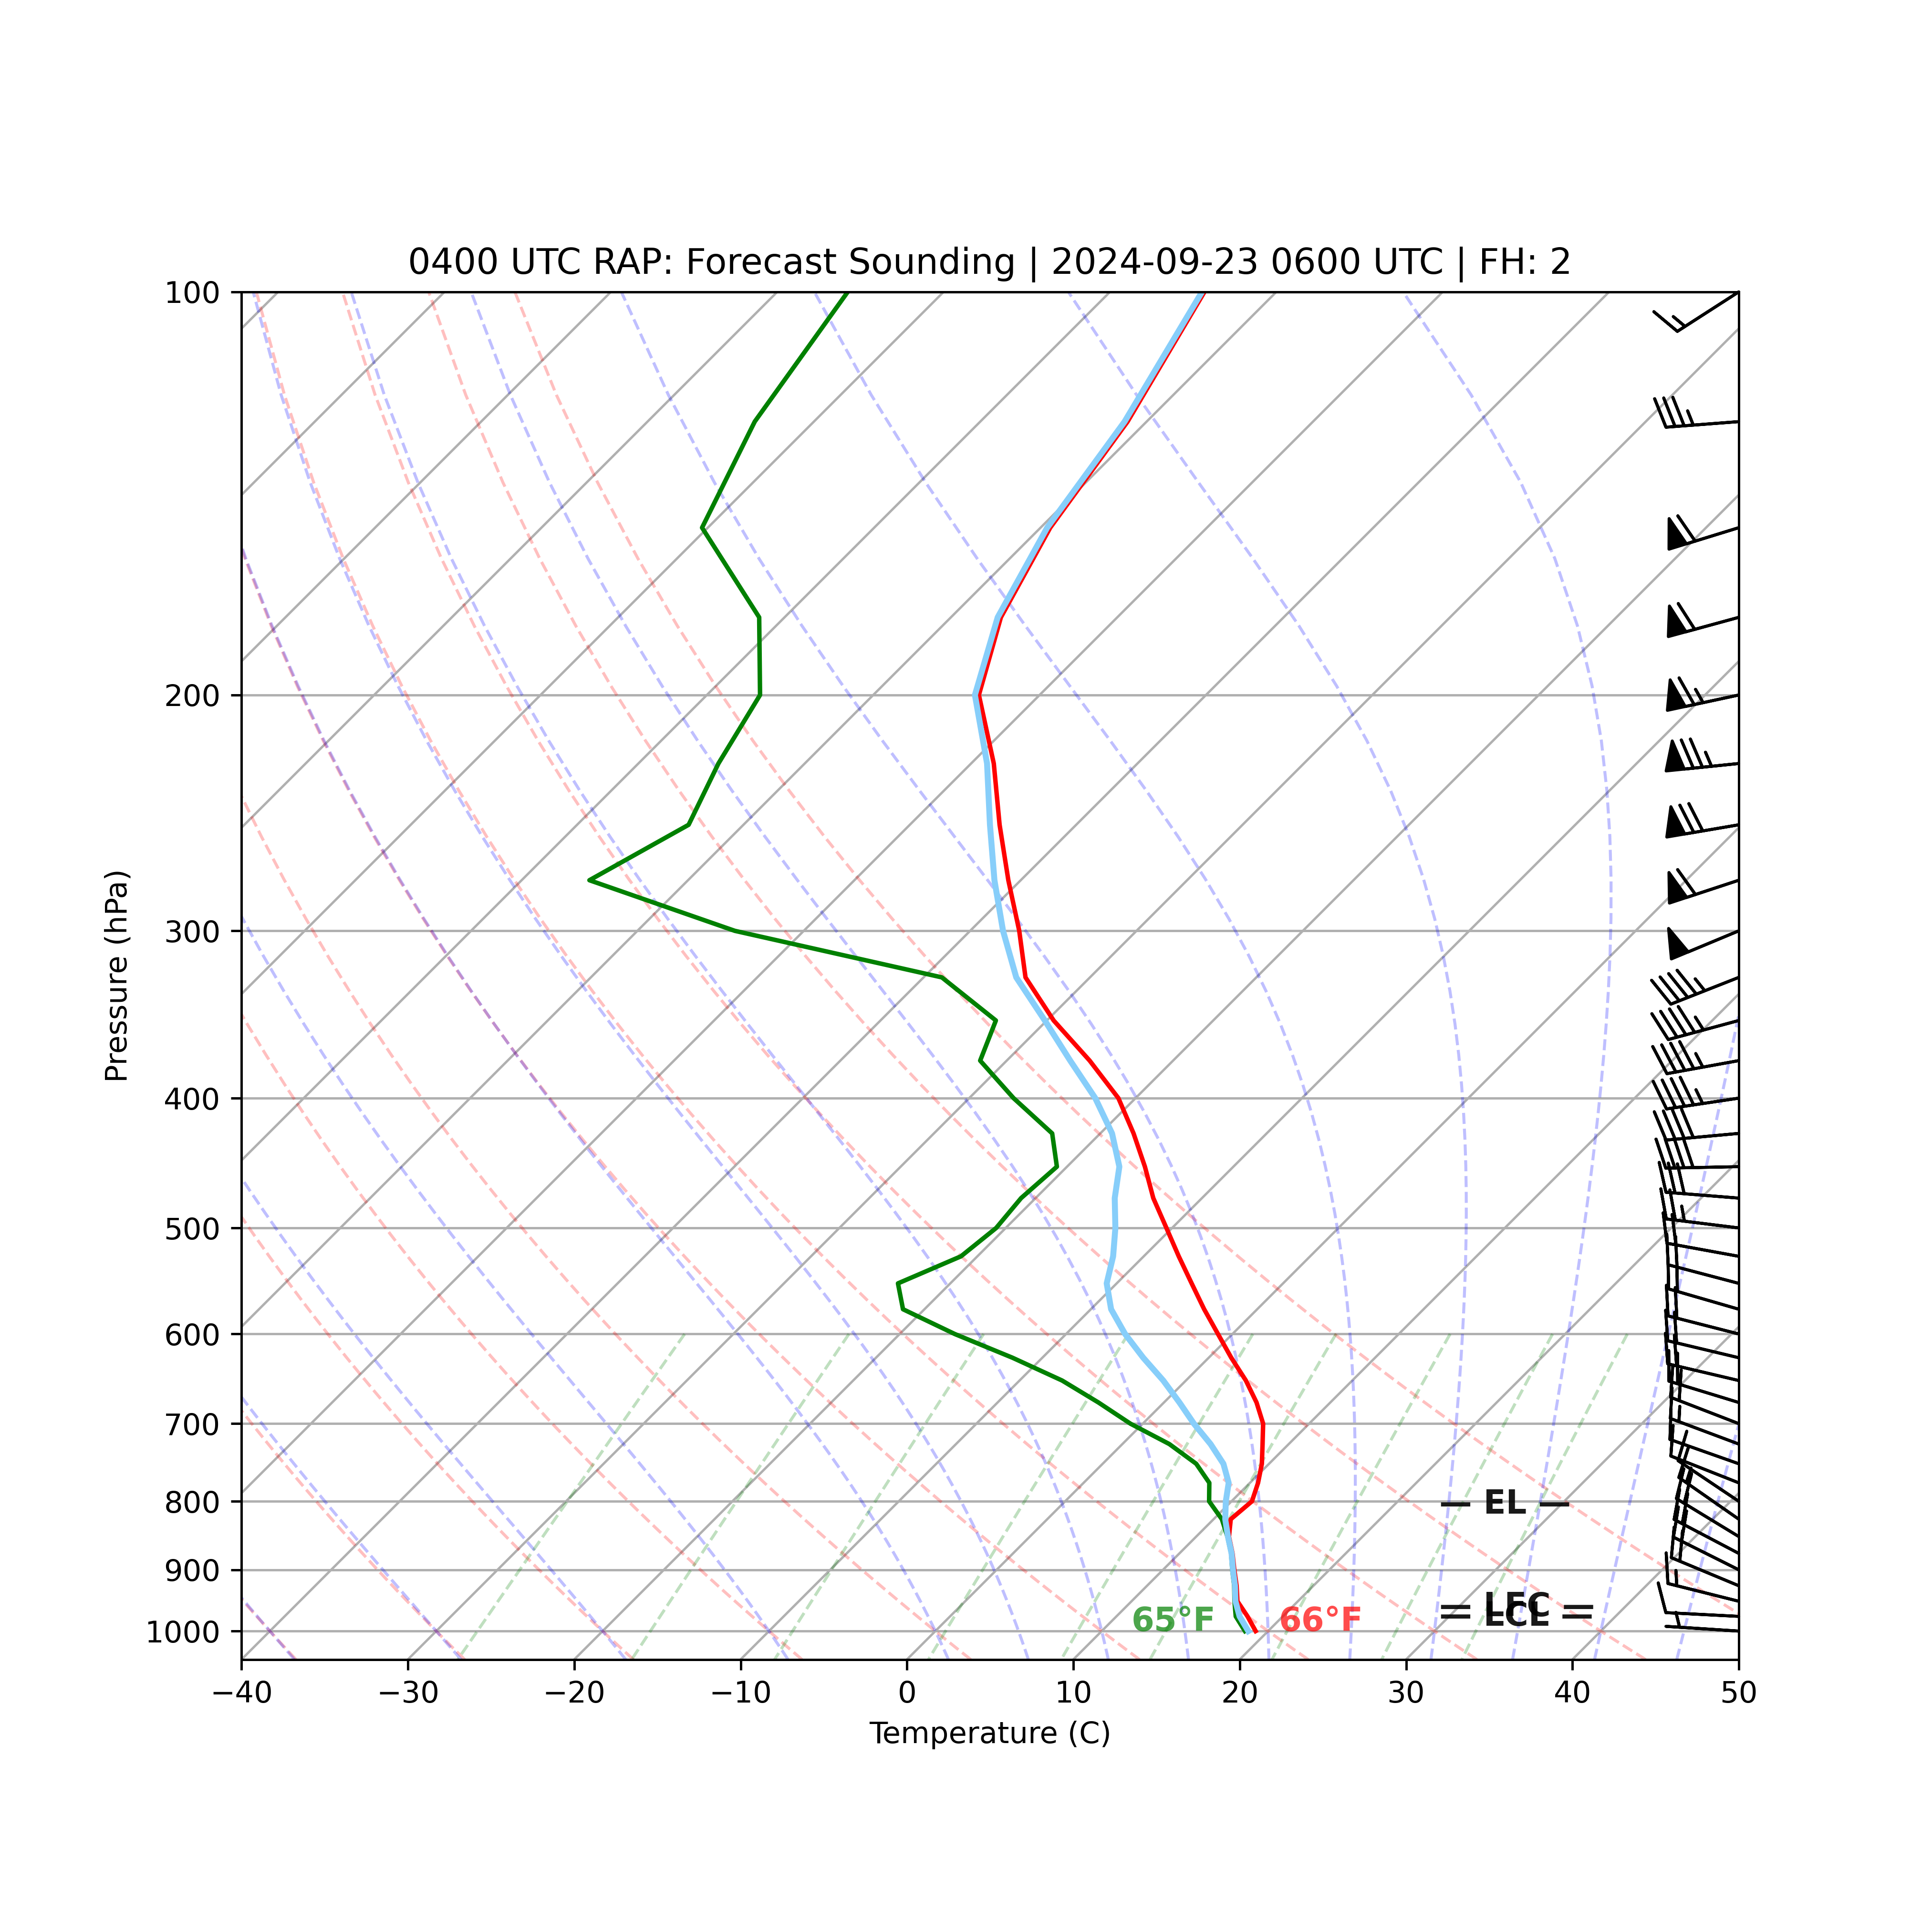 0400 UTC RAP: Forecast Sounding | 2024-09-23 0600 UTC | FH: 2
100
200
300
400
500
600
700
800
900
1000
Pressure (hPa)
— EL —
— LFC —
— LCL —
65°F
66°F
−40 −30 −20 −10 0 10 20 30 40 50
Temperature (C)